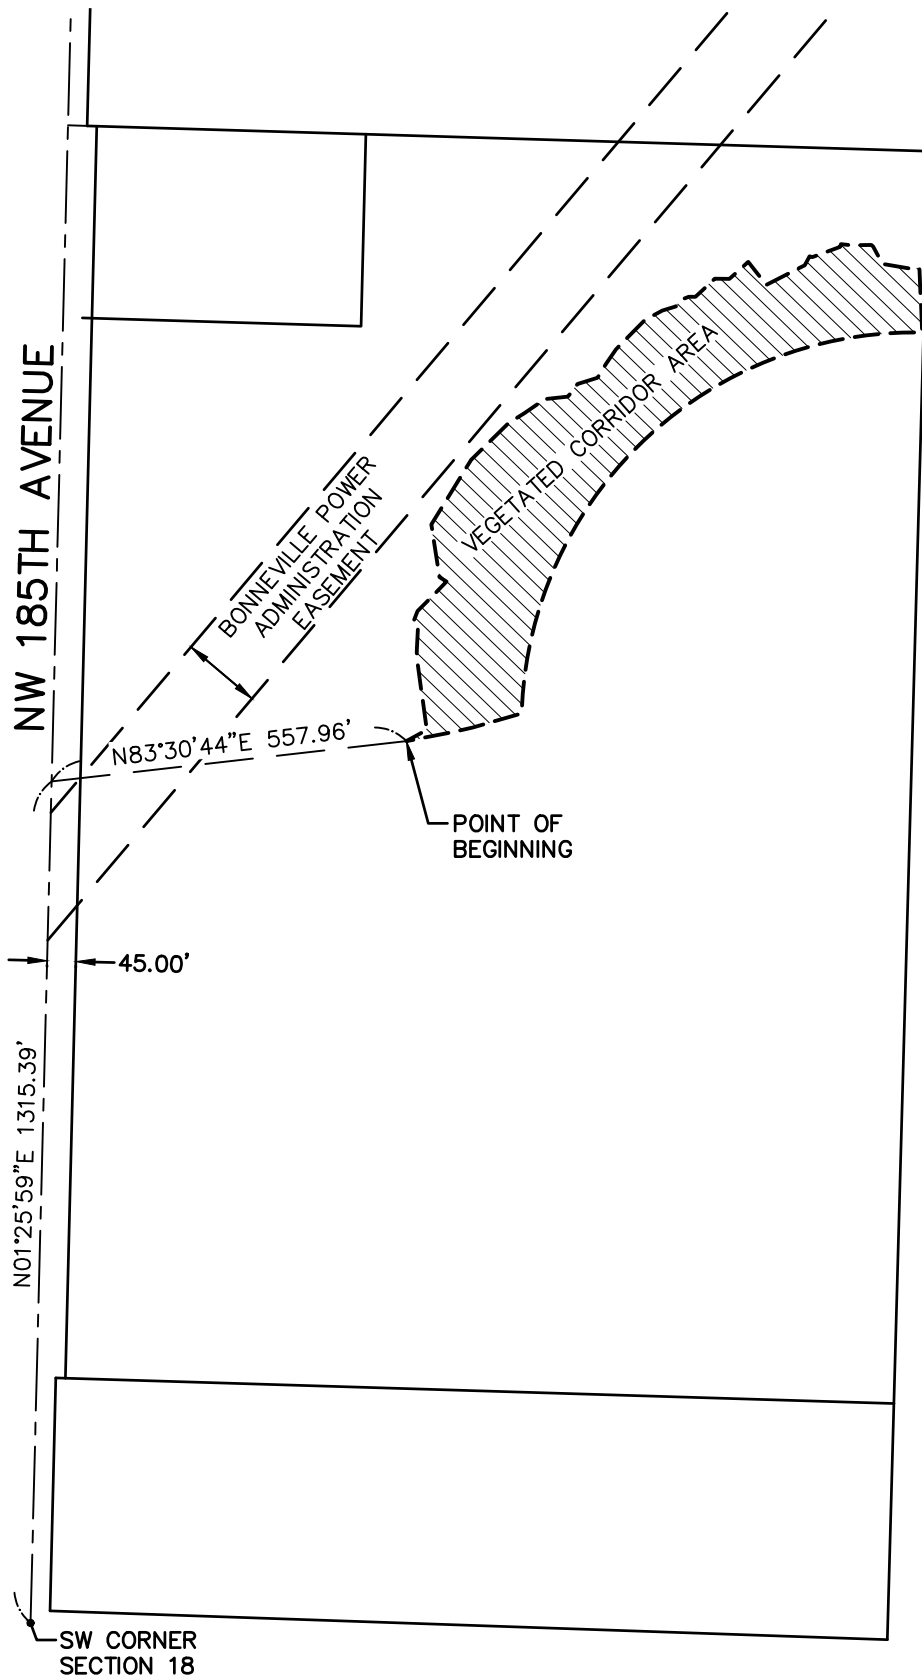 NW 185TH AVENUE
VEGETATED CORRIDOR AREA
BONNEVILLE POWER
ADMINISTRATION
EASEMENT
N83°30'44"E 557.96'
POINT OF
BEGINNING
45.00'
N01°25'59"E 1315.39'
SW CORNER
SECTION 18